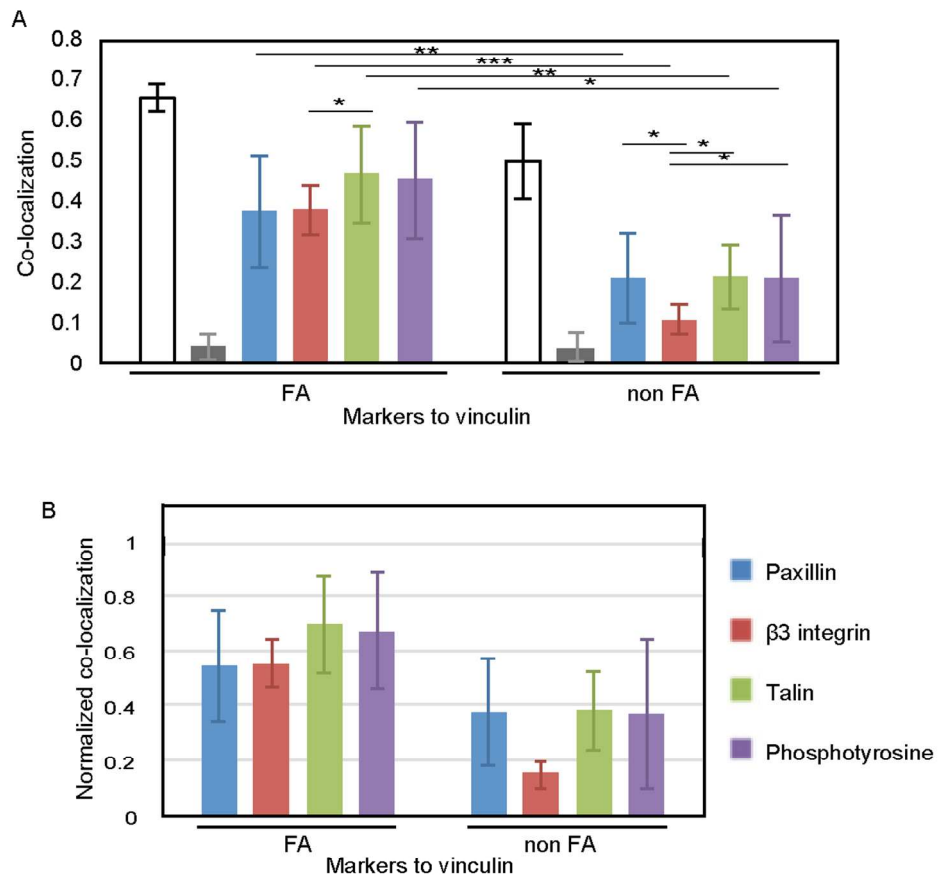 A
0.8
0.7
0.6
0.5
0.4
0.3
0.2
0.1
0
Co-localization
**
***
**
*
*
*
*
*
FA
non FA
Markers to vinculin
B
1
0.8
0.6
0.4
0.2
0
Normalized co-localization
FA
non FA
Markers to vinculin
Paxillin
β3 integrin
Talin
Phosphotyrosine